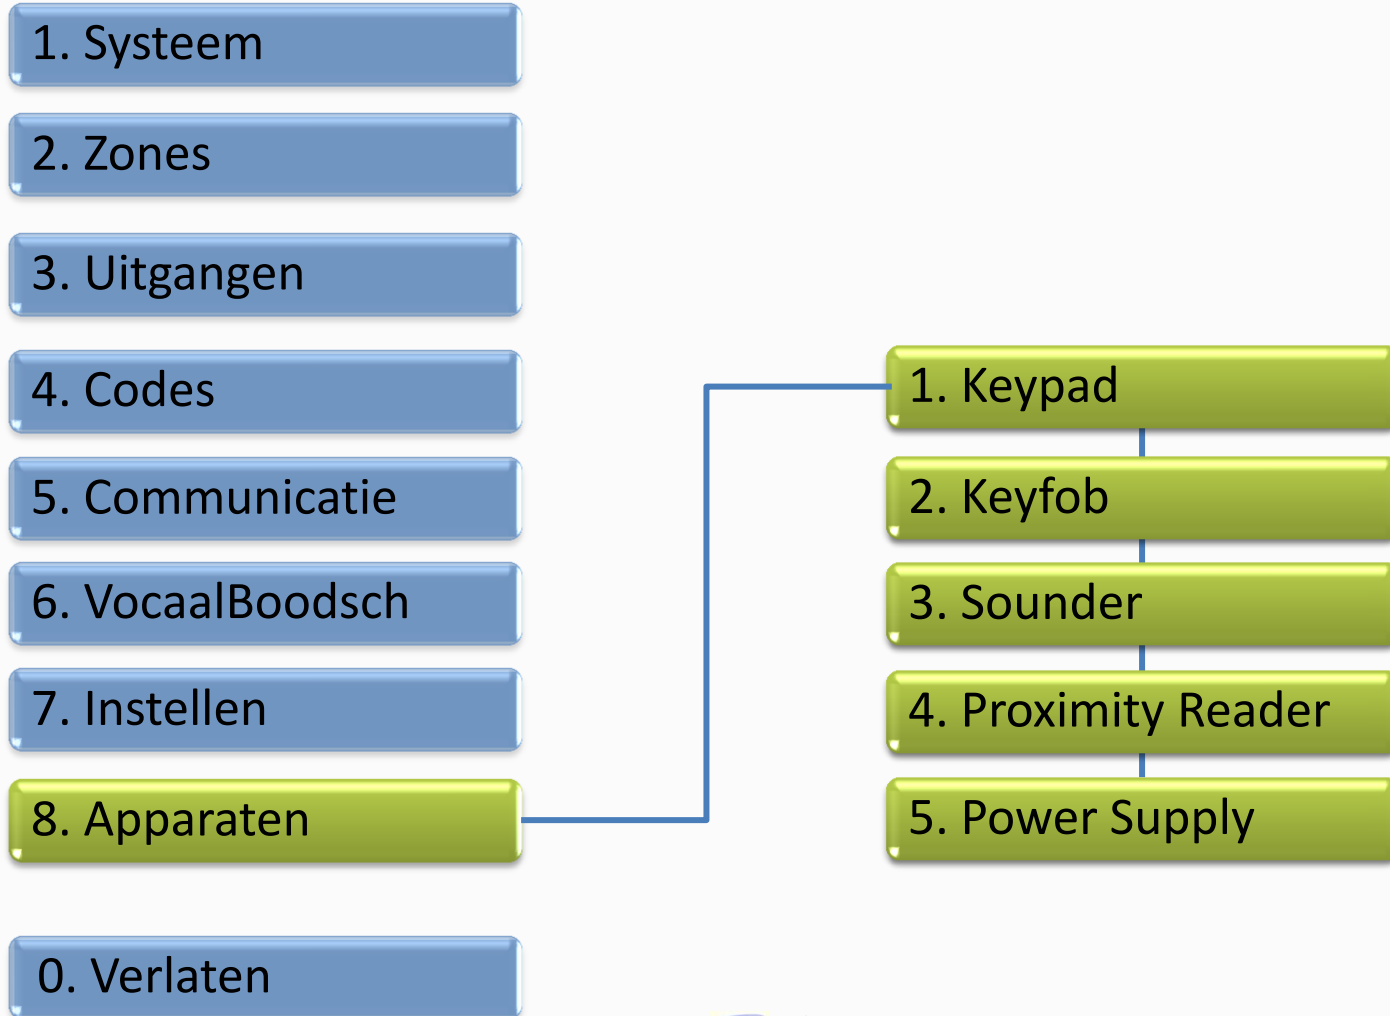 1. Systeem
2. Zones
3. Uitgangen
4. Codes
5. Communicatie
6. VocaalBoodsch
7. Instellen
8. Apparaten
0. Verlaten
1. Keypad
2. Keyfob
3. Sounder
4. Proximity Reader
5. Power Supply